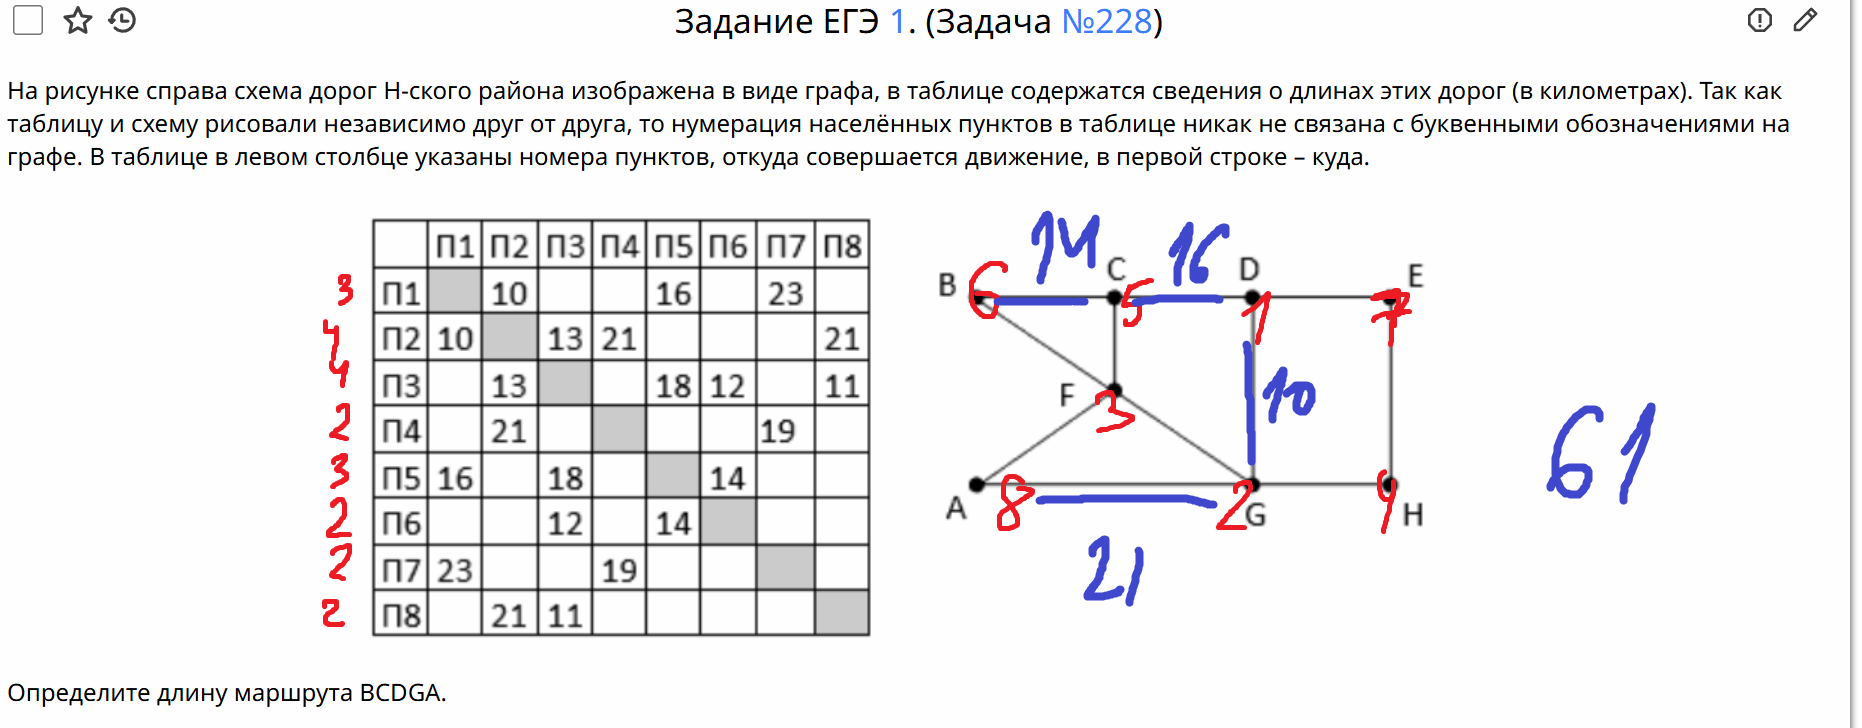 Задание ЕГЭ 1. (Задача №228)
На рисунке справа схема дорог Н-ского района изображена в виде графа, в таблице содержатся сведения о длинах этих дорог (в километрах). Так как
таблицу и схему рисовали независимо друг от друга, то нумерация населённых пунктов в таблице никак не связана с буквенными обозначениями на
графе. В таблице в левом столбце указаны номера пунктов, откуда совершается движение, в первой строке – куда.
П1 П2 П3 П4 П5 П6 П7 П8
3 П1 10 16 23
4 П2 10 13 21 21
4 П3 13 18 12 11
2 П4 21 19
3 П5 16 18 14
2 П6 12 14
2 П7 23 19
2 П8 21 11
14 16
B C D E
6 5 1 7
F 3 10
61
A 8 2 G 4 H
21
Определите длину маршрута BCDGA.